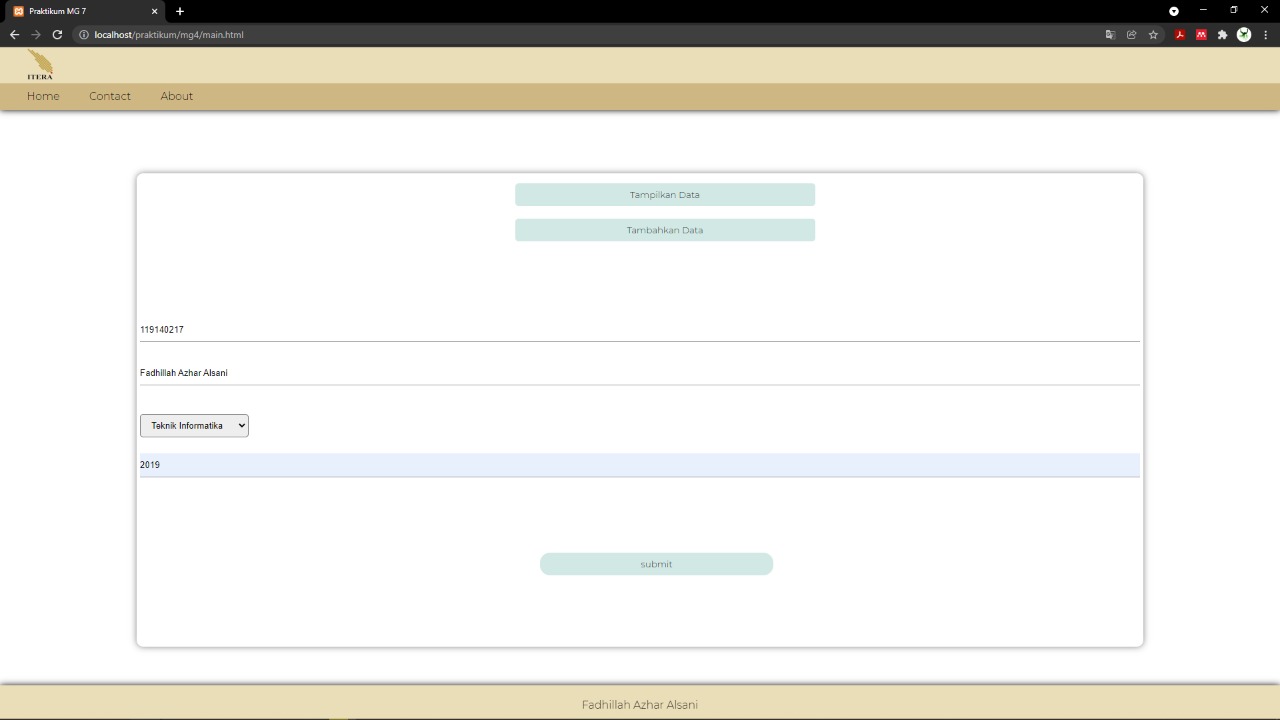 Praktikum MG 7
localhost/praktikum/mg4/main.html
ITERA
Home Contact About
Tampilkan Data
Tambahkan Data
119140217
Fadhillah Azhar Alsani
Teknik Informatika
2019
submit
Fadhillah Azhar Alsani